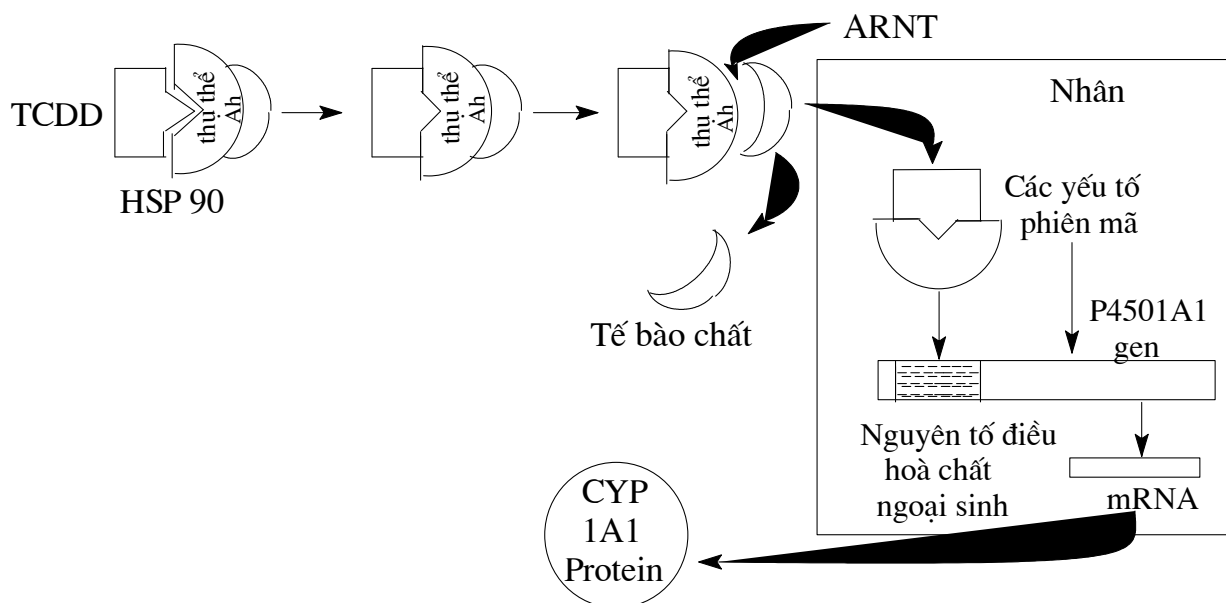 ARNT
TCDD
thụ thể
Ah
HSP 90
thụ thể
Ah
thụ thể
Ah
Tế bào chất
Nhân
Các yếu tố
phiên mã
P4501A1
gen
Nguyên tố điều
hoà chất
ngoại sinh
mRNA
CYP
1A1
Protein